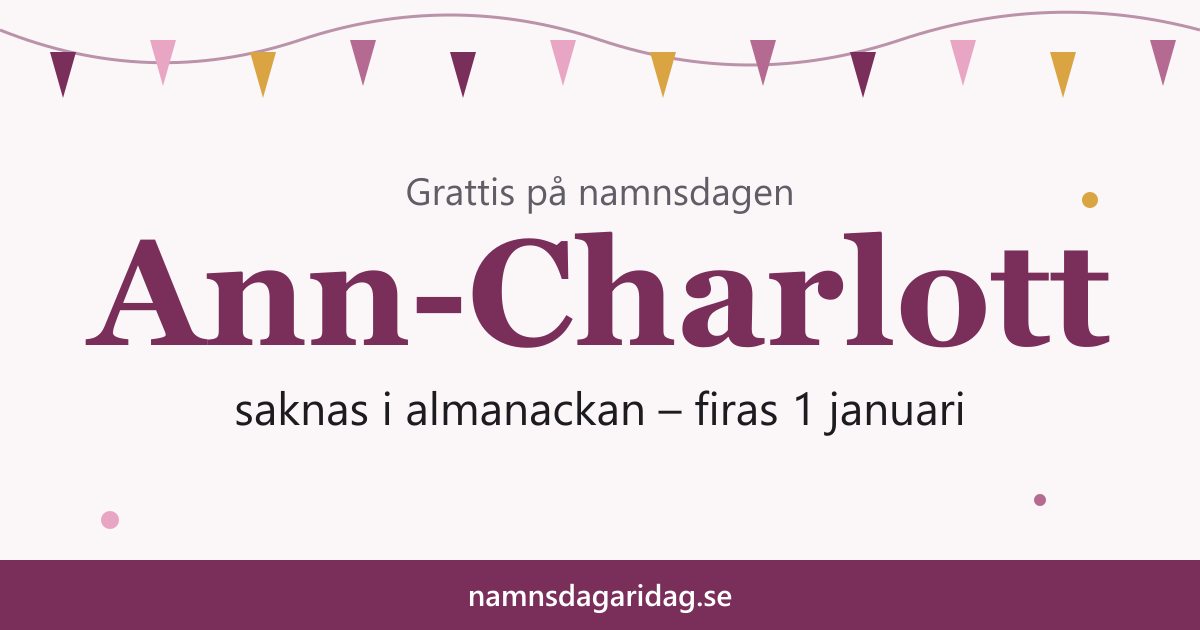 Grattis på namnsdagen
Ann-Charlott
saknas i almanackan – firas 1 januari
namnsdagaridag.se